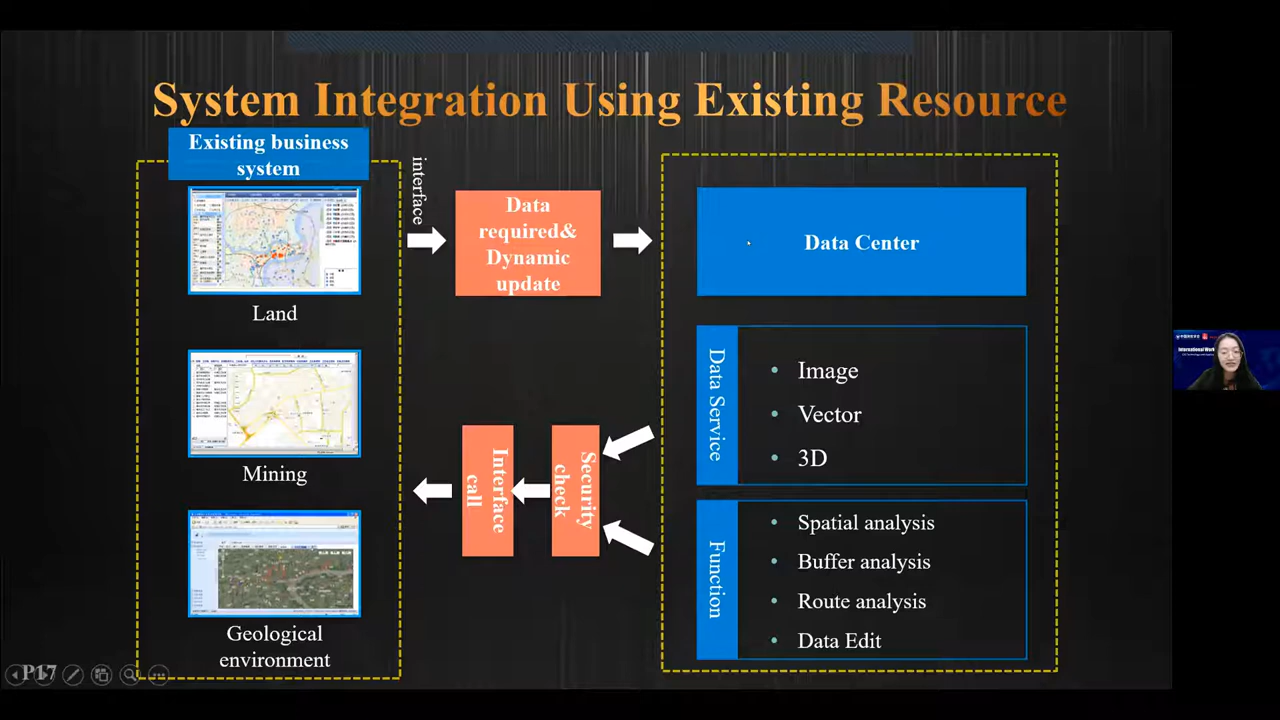 System Integration Using Existing Resource
Existing business
system
Land
Mining
Geological
environment
interface
Data
required&
Dynamic
update
Data Center
Data Service
Image
Vector
3D
Function
Spatial analysis
Buffer analysis
Route analysis
Data Edit
Security
check
Interface
call
P17
International Work